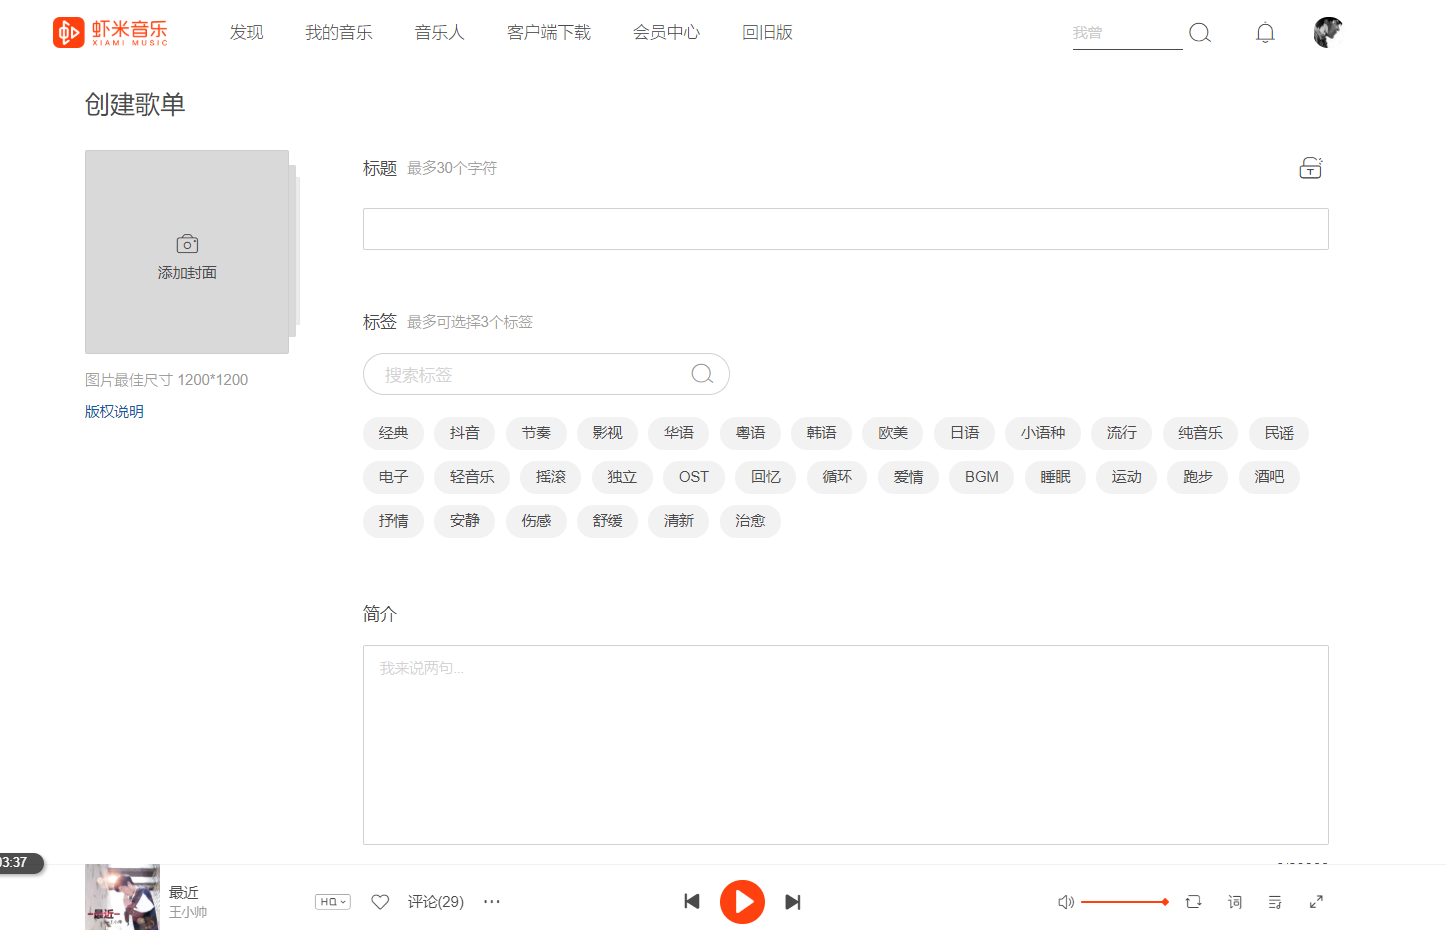 虾米音乐
XIAMI MUSIC
发现 我的音乐 音乐人 客户端下载 会员中心 回旧版
我曾
创建歌单
添加封面
图片最佳尺寸 1200*1200
版权说明
标题 最多30个字符
标签 最多可选择3个标签
搜索标签
经典 抖音 节奏 影视 华语 粤语 韩语 欧美 日语 小语种 流行 纯音乐 民谣
电子 轻音乐 摇滚 独立 OST 回忆 循环 爱情 BGM 睡眠 运动 跑步 酒吧
抒情 安静 伤感 舒缓 清新 治愈
简介
我来说两句...
03:37
最近
最近
王小帅
HQ
评论(29)
词